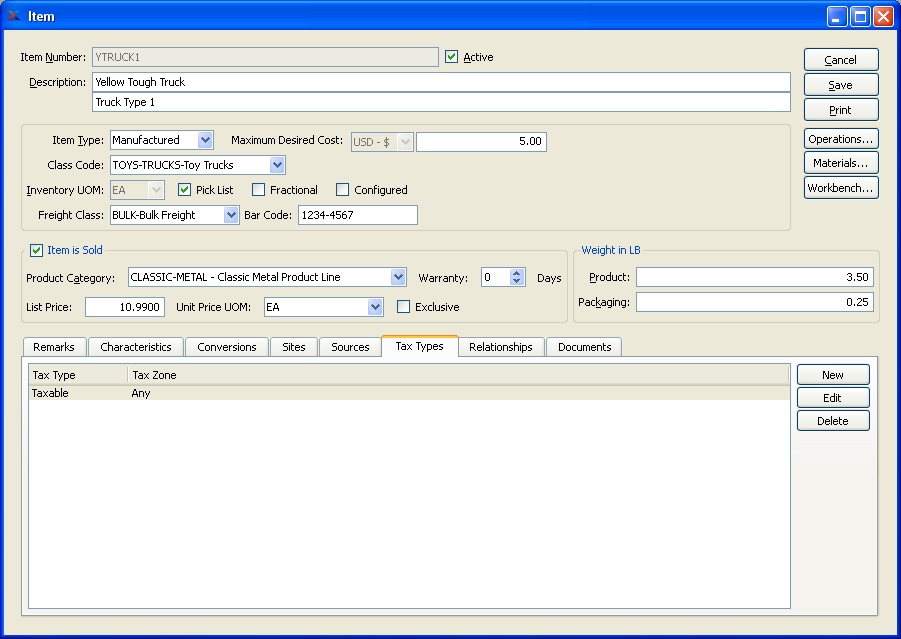 Item
Item Number: YTRUCK1 Active
Cancel
Description: Yellow Tough Truck
Save
Truck Type 1
Print
Item Type: Manufactured Maximum Desired Cost: USD - $ 5.00
Operations...
Class Code: TOYS-TRUCKS-Toy Trucks
Materials...
Inventory UOM: EA Pick List Fractional Configured
Workbench...
Freight Class: BULK-Bulk Freight Bar Code: 1234-4567
Item is Sold
Weight in LB
Product Category: CLASSIC-METAL - Classic Metal Product Line Warranty: 0 Days
Product: 3.50
List Price: 10.9900 Unit Price UOM: EA Exclusive
Packaging: 0.25
Remarks Characteristics Conversions Sites Sources Tax Types Relationships Documents
Tax Type Tax Zone
New
Taxable Any
Edit
Delete